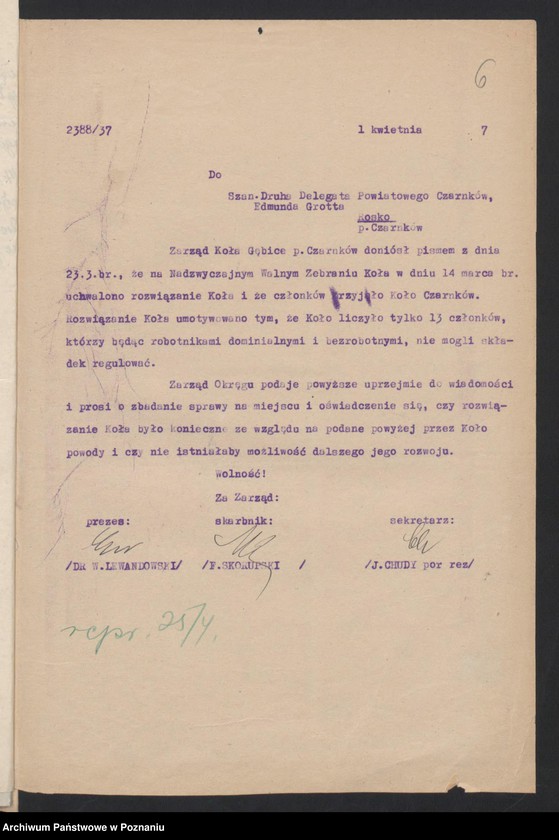 6
2388/37 1 kwietnia 7
Do
Szan.Druha Delegata Powiatowego Czarnków,
Edmunda Grotta
Rosko
p.Czarnków
Zarząd Koła Gębice p.Czarnków doniósł pismem z dnia
23.3.br., że na Nadzwyczajnym Walnym Zebraniu Koła w dniu 14 marca br.
uchwalono rozwiązanie Koła i że członków przyjęło Koło Czarnków.
Rozwiązanie Koła umotywowano tym, że Koło liczyło tylko 13 członków,
którzy będąc robotnikami dominialnymi i bezrobotnymi, nie mogli skła-
dek regulować.
Zarząd Okręgu podaje powyższe uprzejmie do wiadomości
i prosi o zbadanie sprawy na miejscu i oświadczenie się, czy rozwią-
zanie Koła było konieczne ze względu na podane powyżej przez Koło
powody i czy nie istniałaby możliwość dalszego jego rozwoju.
Wolność!
Za Zarząd:
prezes: skarbnik: sekretarz:
/DR W.LEWANDOWSKI/ /F.SKORUPSKI / /J.CHUDY por rez/
25/4.
Archiwum Państwowe w Poznaniu